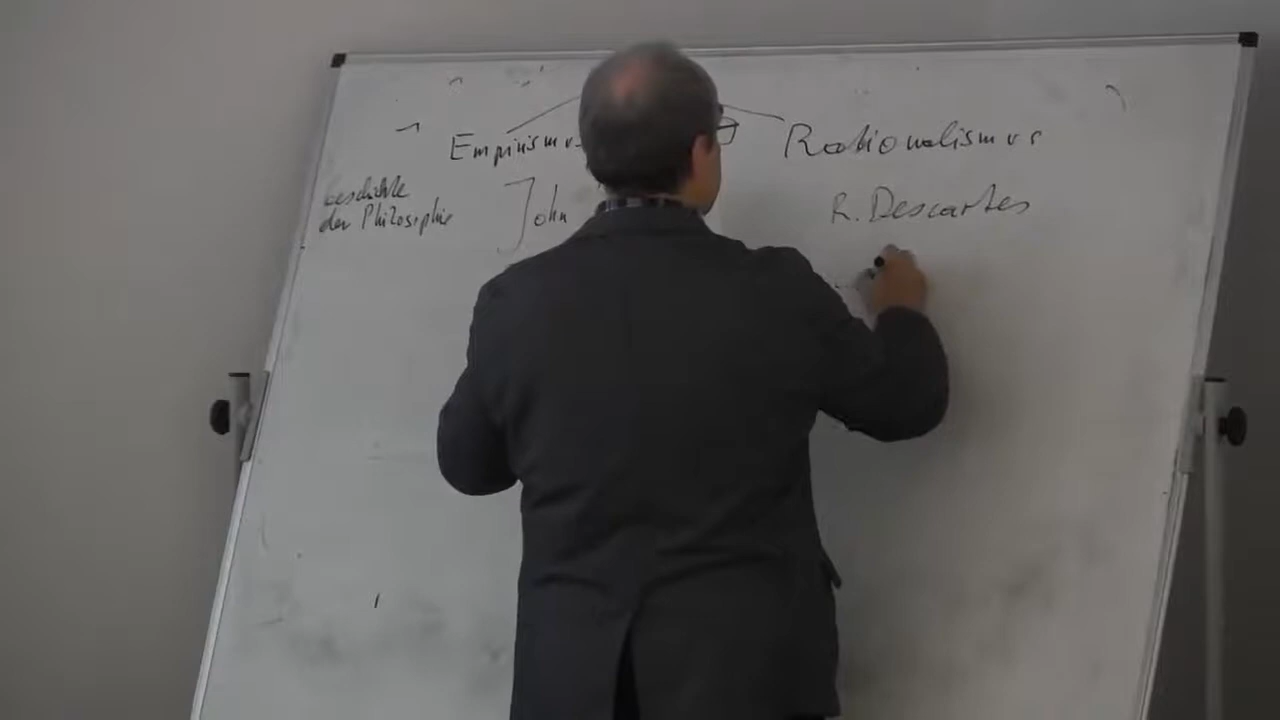 Empirismus Rationalismus
Geschichte
der Philosophie
John
R. Descartes